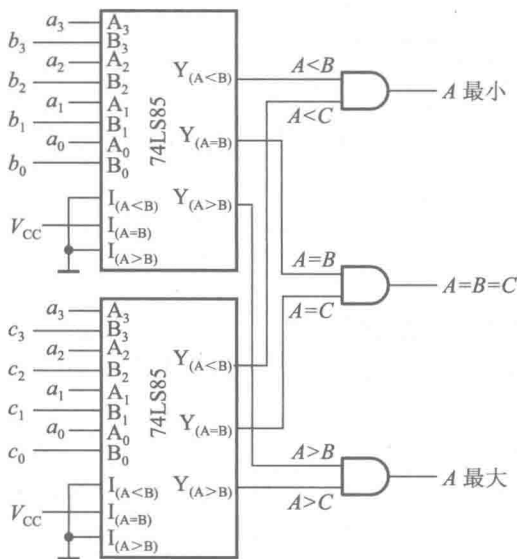 a₃ A₃
b₃ B₃
a₂ A₂
b₂ B₂
a₁ A₁
b₁ B₁
a₀ A₀
b₀ B₀
I(A<B)
V_CC I(A=B)
I(A>B)
74LS85
Y(A<B)
Y(A=B)
Y(A>B)
a₃ A₃
c₃ B₃
a₂ A₂
c₂ B₂
a₁ A₁
c₁ B₁
a₀ A₀
c₀ B₀
I(A<B)
V_CC I(A=B)
I(A>B)
74LS85
Y(A<B)
Y(A=B)
Y(A>B)
A<B
A<C
A 最小
A=B
A=C
A=B=C
A>B
A>C
A 最大